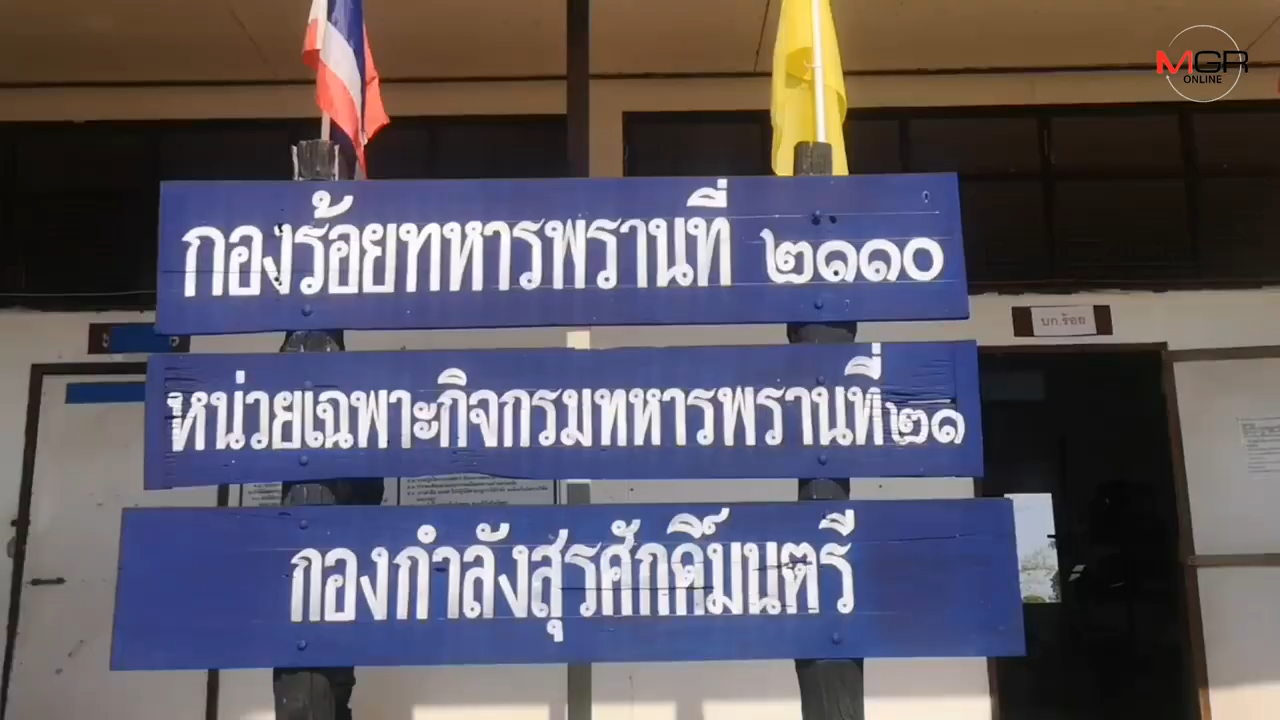 MGR
ONLINE
กองร้อยทหารพรานที่ ๒๑๑๐
บก.ร้อย
หน่วยเฉพาะกิจกรมทหารพรานที่๒๑
กองกำลังสุรศักดิ์มนตรี